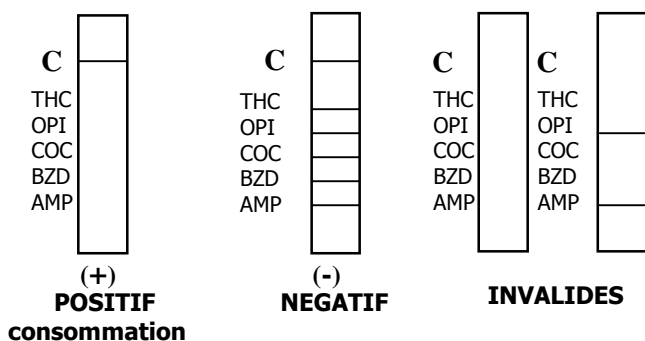 C
THC
OPI
COC
BZD
AMP
(+)
POSITIF
consommation
C
THC
OPI
COC
BZD
AMP
(-)
NEGATIF
C
THC
OPI
COC
BZD
AMP
C
THC
OPI
COC
BZD
AMP
INVALIDES